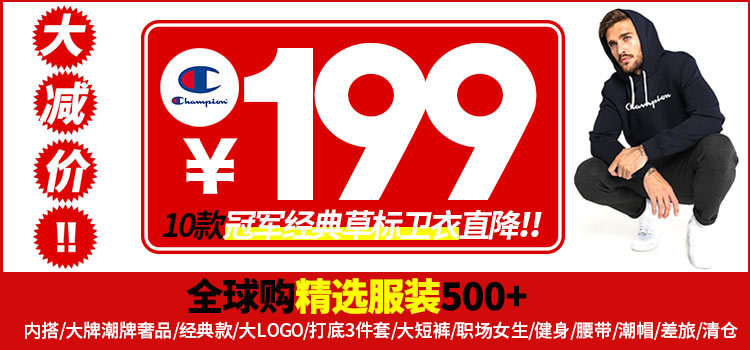 大减价!!
Champion
¥199
10款冠军经典草标卫衣直降!!
Champion
全球购精选服装500+
内搭/大牌潮牌奢品/经典款/大LOGO/打底3件套/大短裤/职场女生/健身/腰带/潮帽/差旅/清仓